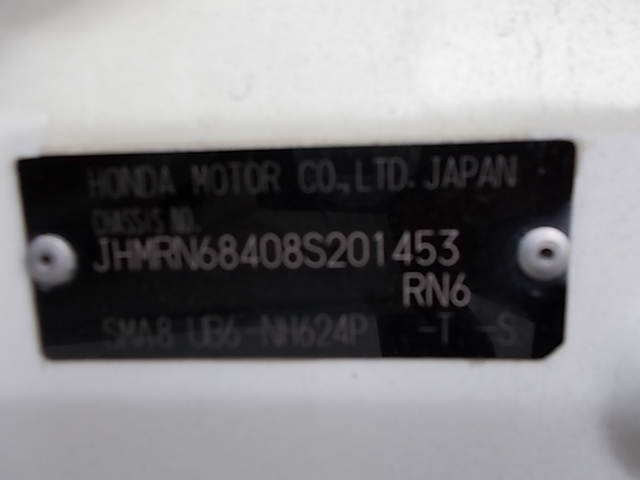 HONDA MOTOR CO.,LTD. JAPAN
CHASSIS NO.
JHMRN68408S201453
RN6
SMA8 UB6-NH624P -T -S